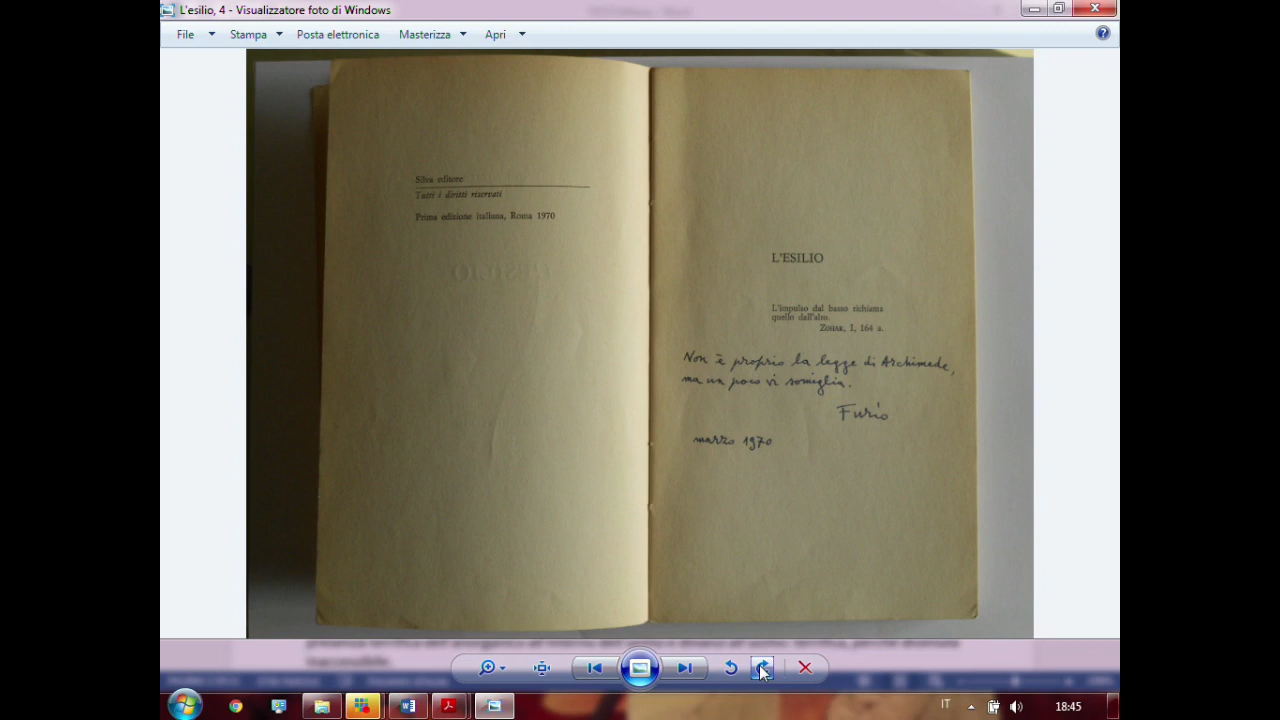 L'esilio, 4 - Visualizzatore foto di Windows
File Stampa Posta elettronica Masterizza Apri
Silva editore
Tutti i diritti riservati
Prima edizione italiana, Roma 1970
L'ESILIO
L'impulso dal basso richiama
quello dall'alto.
ZOHAR, I, 164 a.
Non è proprio la legge di Archimede,
ma un poco vi somiglia.
Furio
marzo 1970
inaccessibile.
IT 18:45